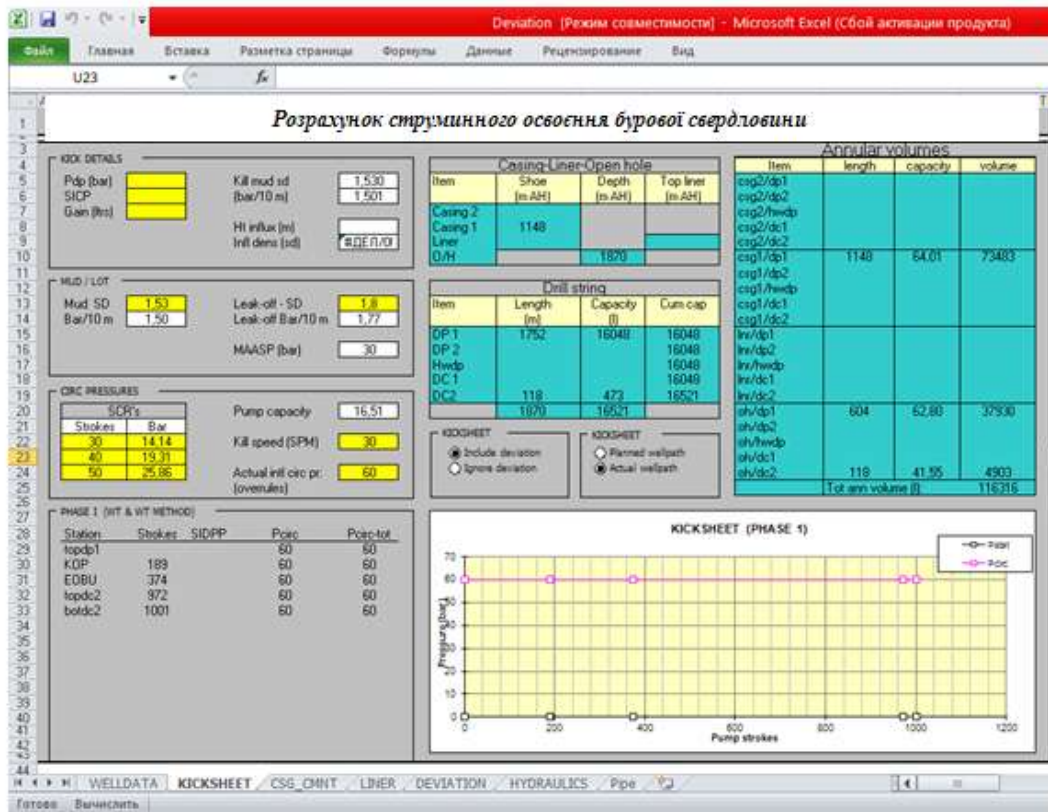 Deviation [Режим совместимости] - Microsoft Excel (Сбой активации продукта)
Файл Главная Вставка Разметка страницы Формулы Данные Рецензирование Вид
U23 fx
Розрахунок струминного освоєння бурової свердловини
KICK DETAILS
Pdp (bar)
SICP
Gain (ltrs)
Kill mud sd 1,530
(bar/10 m) 1,501
Ht influx (m)
Infl dens (sd) #ДЕЛ/0!
MUD / LOT
Mud SD 1,53 Leak-off - SD 1,8
Bar/10 m 1,50 Leak-off Bar/10 m 1,77
MAASP (bar) 30
CIRC PRESSURES
SCR's
Strokes Bar
30 14,14
40 19,31
50 25,86
Pump capacity 16,51
Kill speed (SPM) 30
Actual intl circ pr. 60
(overrules)
Casing-Liner-Open hole
Item Shoe Depth Top liner
[m AH] [m AH] [m AH]
Casing 2
Casing 1 1148
Liner
O/H 1870
Drill string
Item Length Capacity Cum cap
[m] (l)
DP 1 1752 16048 16048
DP 2 16048
Hwdp 16048
DC 1 16048
DC2 118 473 16521
1870 16521
KICKSHEET
Include deviation
Ignore deviation
KICKSHEET
Planned wellpath
Actual wellpath
Annular volumes
Item length capacity volume
csg2/dp1
csg2/dp2
csg2/hwdp
csg2/dc1
csg2/dc2
csg1/dp1 1148 64,01 73483
csg1/dp2
csg1/hwdp
csg1/dc1
csg1/dc2
lnr/dp1
lnr/dp2
lnr/hwdp
lnr/dc1
lnr/dc2
oh/dp1 604 62,80 37930
oh/dp2
oh/hwdp
oh/dc1
oh/dc2 118 41,55 4903
Tot ann volume (l) 116316
PHASE I (WT & WT METHOD)
Station Strokes SIDPP Pcirc Pcirc-tot
topdp1 60 60
KOP 189 60 60
EOBU 374 60 60
topdc2 972 60 60
botdc2 1001 60 60
KICKSHEET (PHASE 1)
Pstat
Pcirc
Pressure (bar)
70
60
50
40
30
20
10
0
0 200 400 600 800 1000 1200
Pump strokes
WELLDATA KICKSHEET CSG_CMNT LINER DEVIATION HYDRAULICS Pipe
Готово Вычислить